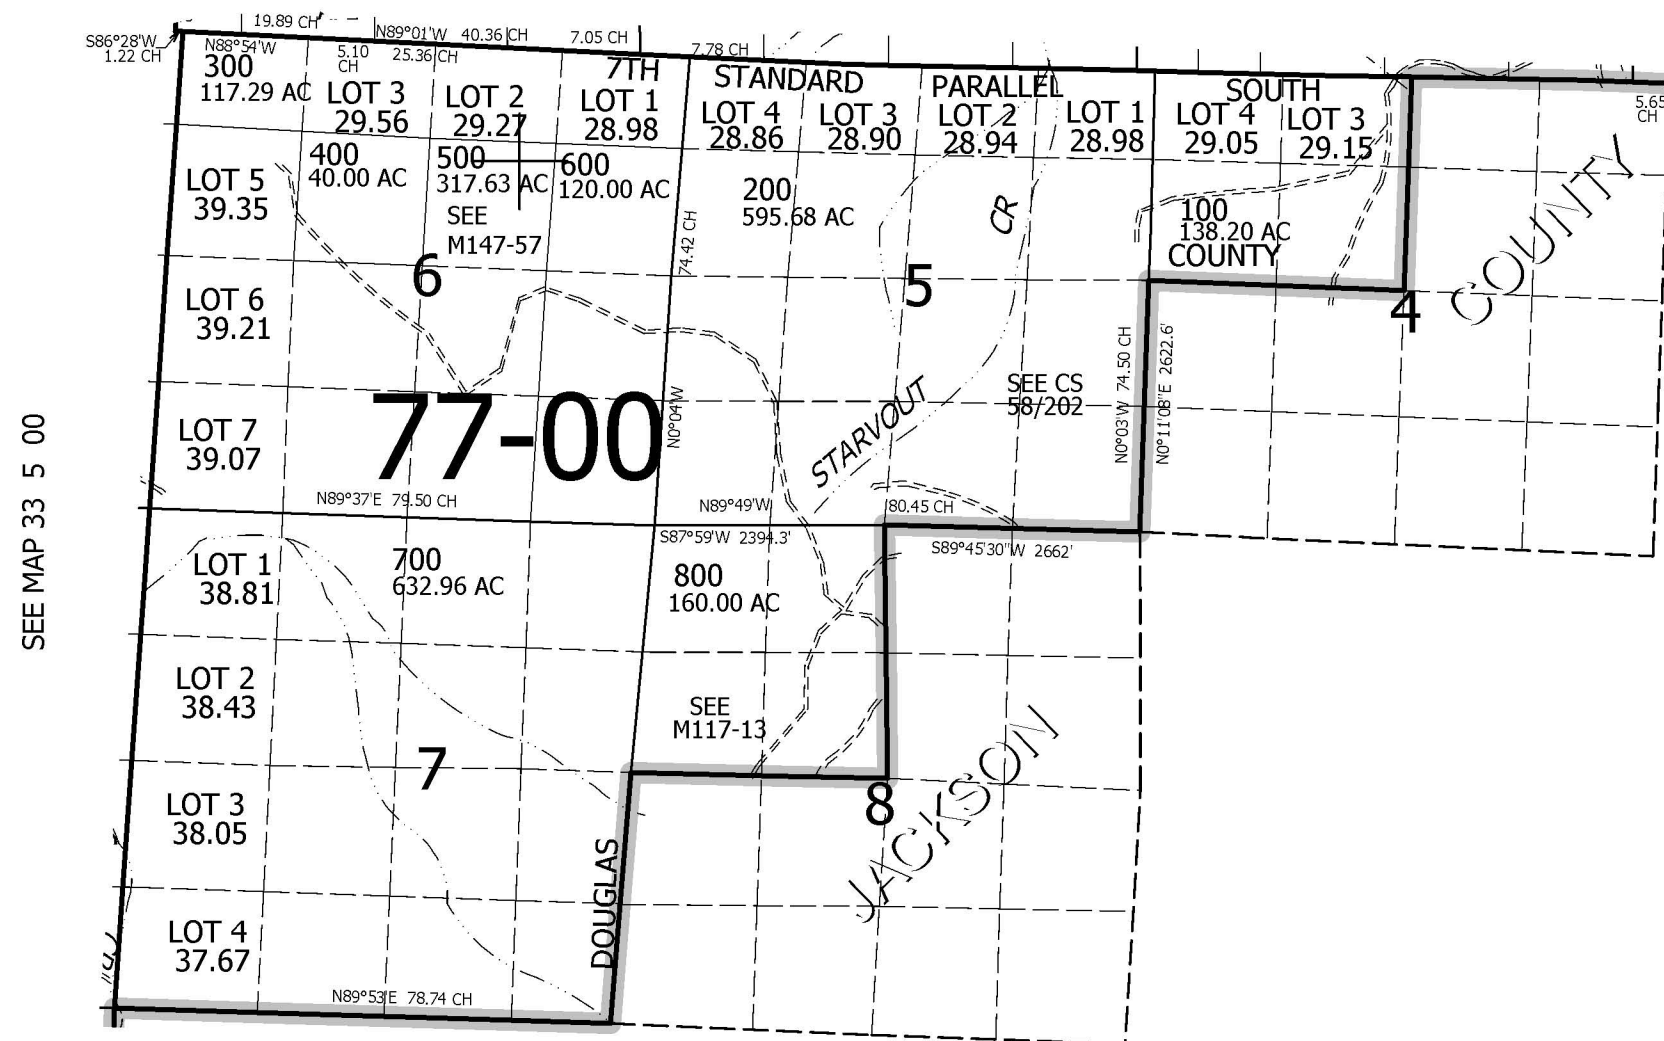 19.89 CH
S86°28'W
1.22 CH
N88°54'W
N89°01'W 40.36 CH
7.05 CH
7.78 CH
5.10
CH
25.36 CH
5.65
CH
7TH STANDARD PARALLEL SOUTH
300
117.29 AC
LOT 3
29.56
LOT 2
29.27
LOT 1
28.98
LOT 4
28.86
LOT 3
28.90
LOT 2
28.94
LOT 1
28.98
LOT 4
29.05
LOT 3
29.15
400
40.00 AC
500
317.63 AC
600
120.00 AC
SEE
M147-57
200
595.68 AC
100
138.20 AC
COUNTY
COUNTY
LOT 5
39.35
74.42 CH
CR
6
5
4
LOT 6
39.21
SEE CS
58/202
N0°03'W 74.50 CH
N0°11'08"E 2622.6'
77-00
N0°04'W
STARVOUT
LOT 7
39.07
SEE MAP 33 5 00
N89°37'E 79.50 CH
N89°49'W
80.45 CH
S87°59'W 2394.3'
S89°45'30"W 2662'
LOT 1
38.81
700
632.96 AC
800
160.00 AC
LOT 2
38.43
SEE
M117-13
7
8
JACKSON
LOT 3
38.05
DOUGLAS
LOT 4
37.67
N89°53'E 78.74 CH